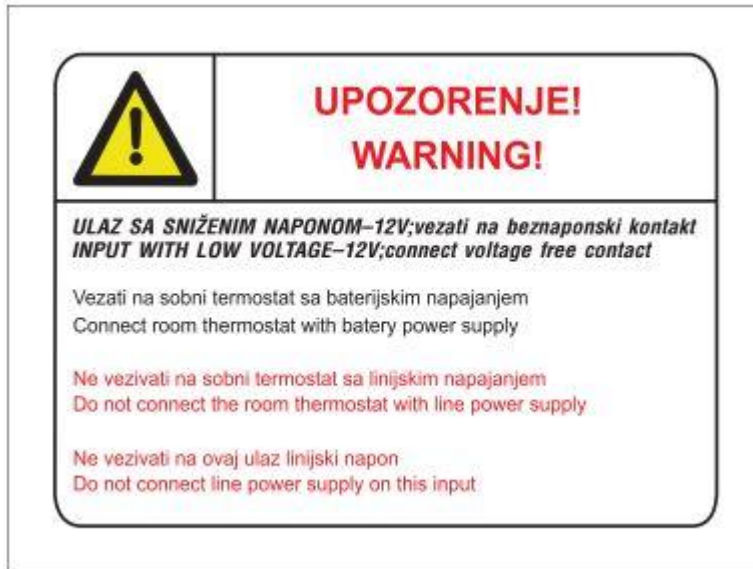 UPOZORENJE!
WARNING!
ULAZ SA SNIŽENIM NAPONOM–12V;vezati na beznaponski kontakt
INPUT WITH LOW VOLTAGE–12V;connect voltage free contact
Vezati na sobni termostat sa baterijskim napajanjem
Connect room thermostat with batery power supply
Ne vezivati na sobni termostat sa linijskim napajanjem
Do not connect the room thermostat with line power supply
Ne vezivati na ovaj ulaz linijski napon
Do not connect line power supply on this input